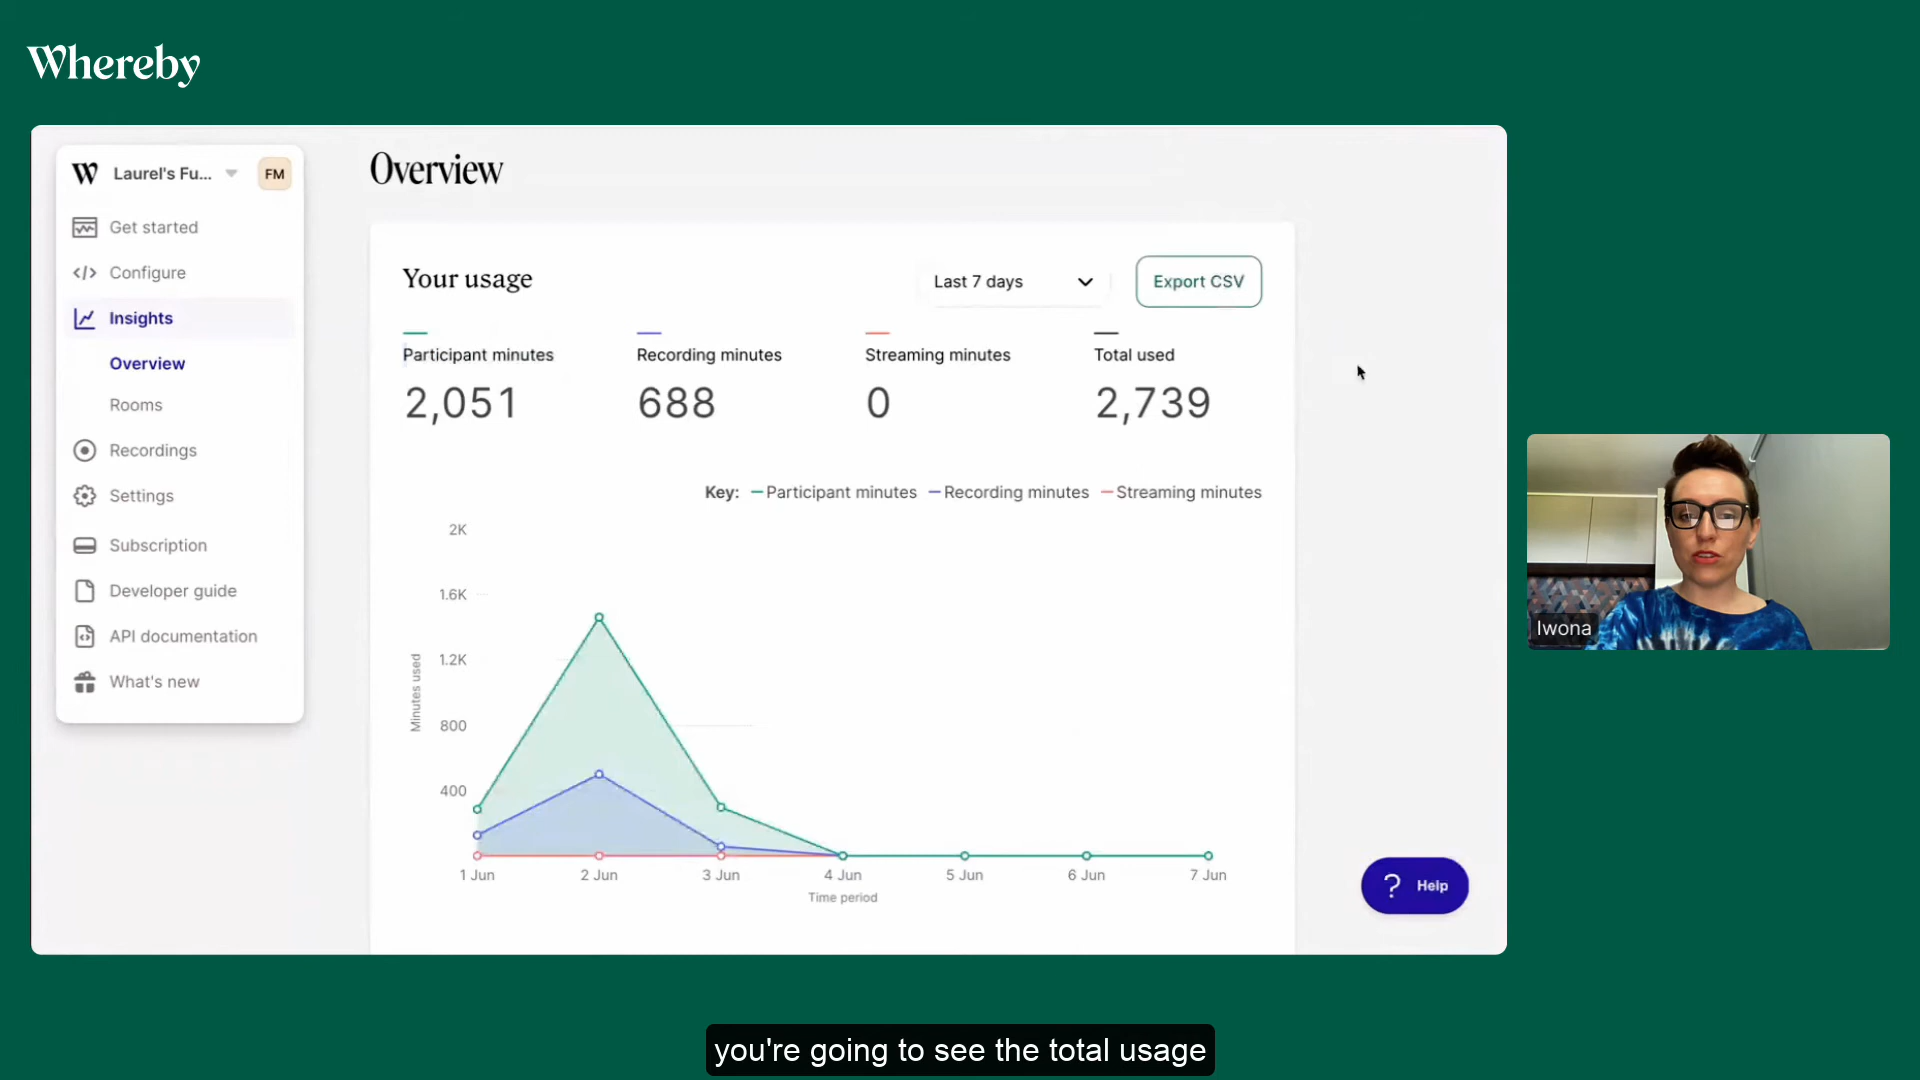 Whereby
W Laurel's Fu... FM
Get started
Configure
Insights
Overview
Rooms
Recordings
Settings
Subscription
Developer guide
API documentation
What's new
Overview
Your usage
Last 7 days
Export CSV
Participant minutes
2,051
Recording minutes
688
Streaming minutes
0
Total used
2,739
Key: Participant minutes Recording minutes Streaming minutes
2K
1.6K
1.2K
800
400
Minutes used
1 Jun 2 Jun 3 Jun 4 Jun 5 Jun 6 Jun 7 Jun
Time period
? Help
Iwona
you're going to see the total usage